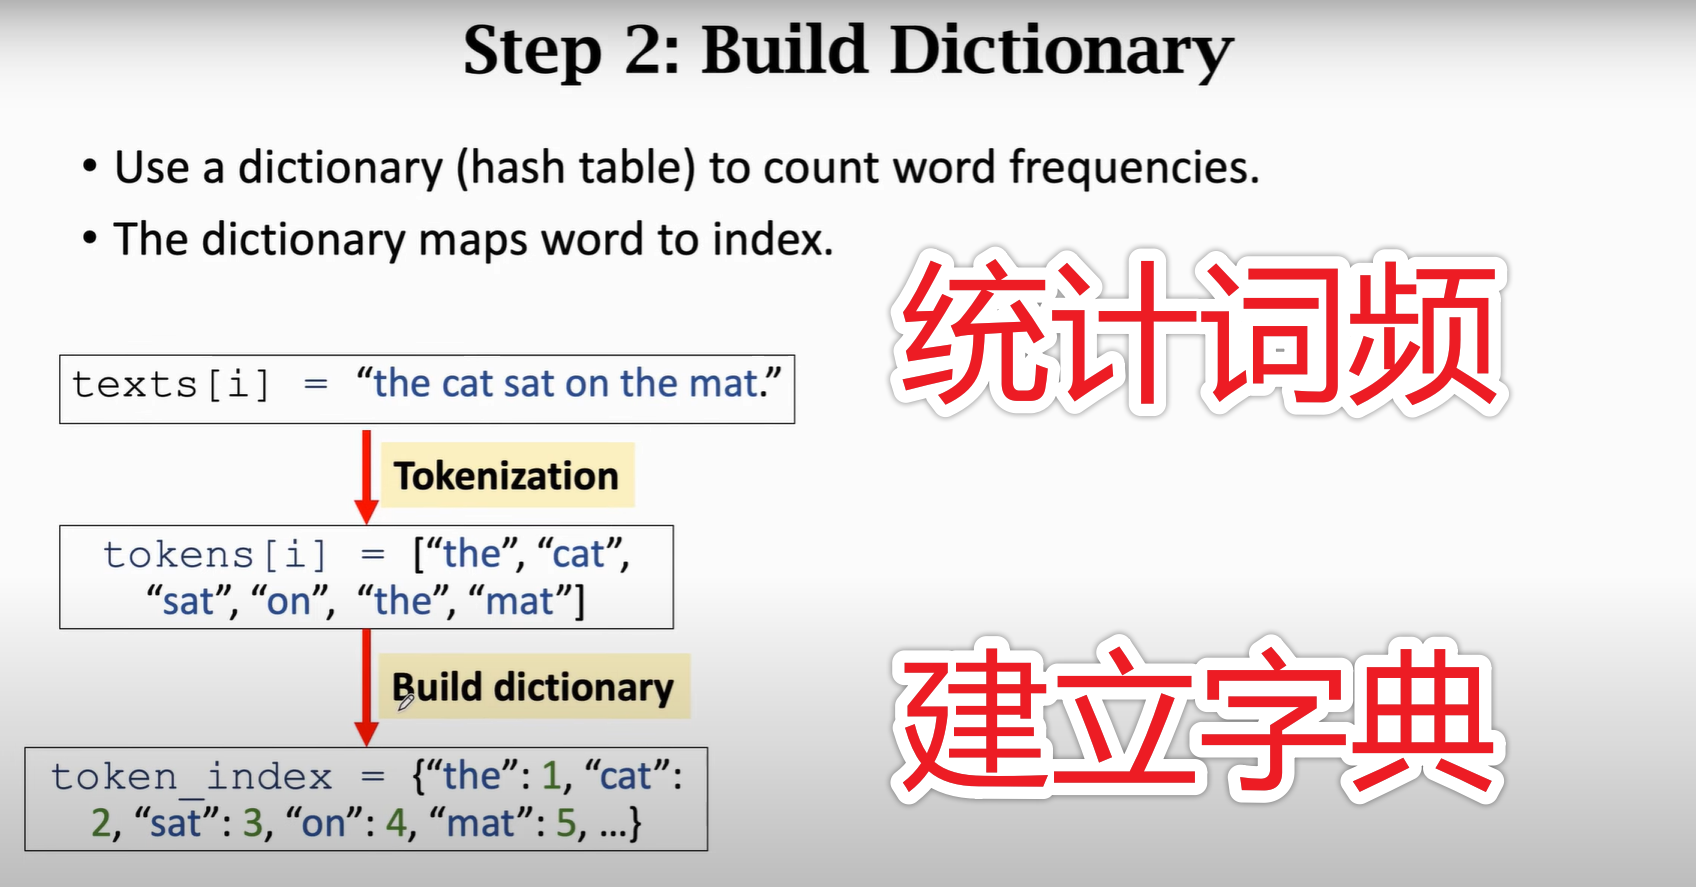 Step 2: Build Dictionary
• Use a dictionary (hash table) to count word frequencies.
• The dictionary maps word to index.
统计词频
texts[i] = “the cat sat on the mat.”
Tokenization
tokens[i] = [“the”, “cat”,
“sat”, “on”, “the”, “mat”]
Build dictionary
建立字典
token_index = {“the”: 1, “cat”:
2, “sat”: 3, “on”: 4, “mat”: 5, …}